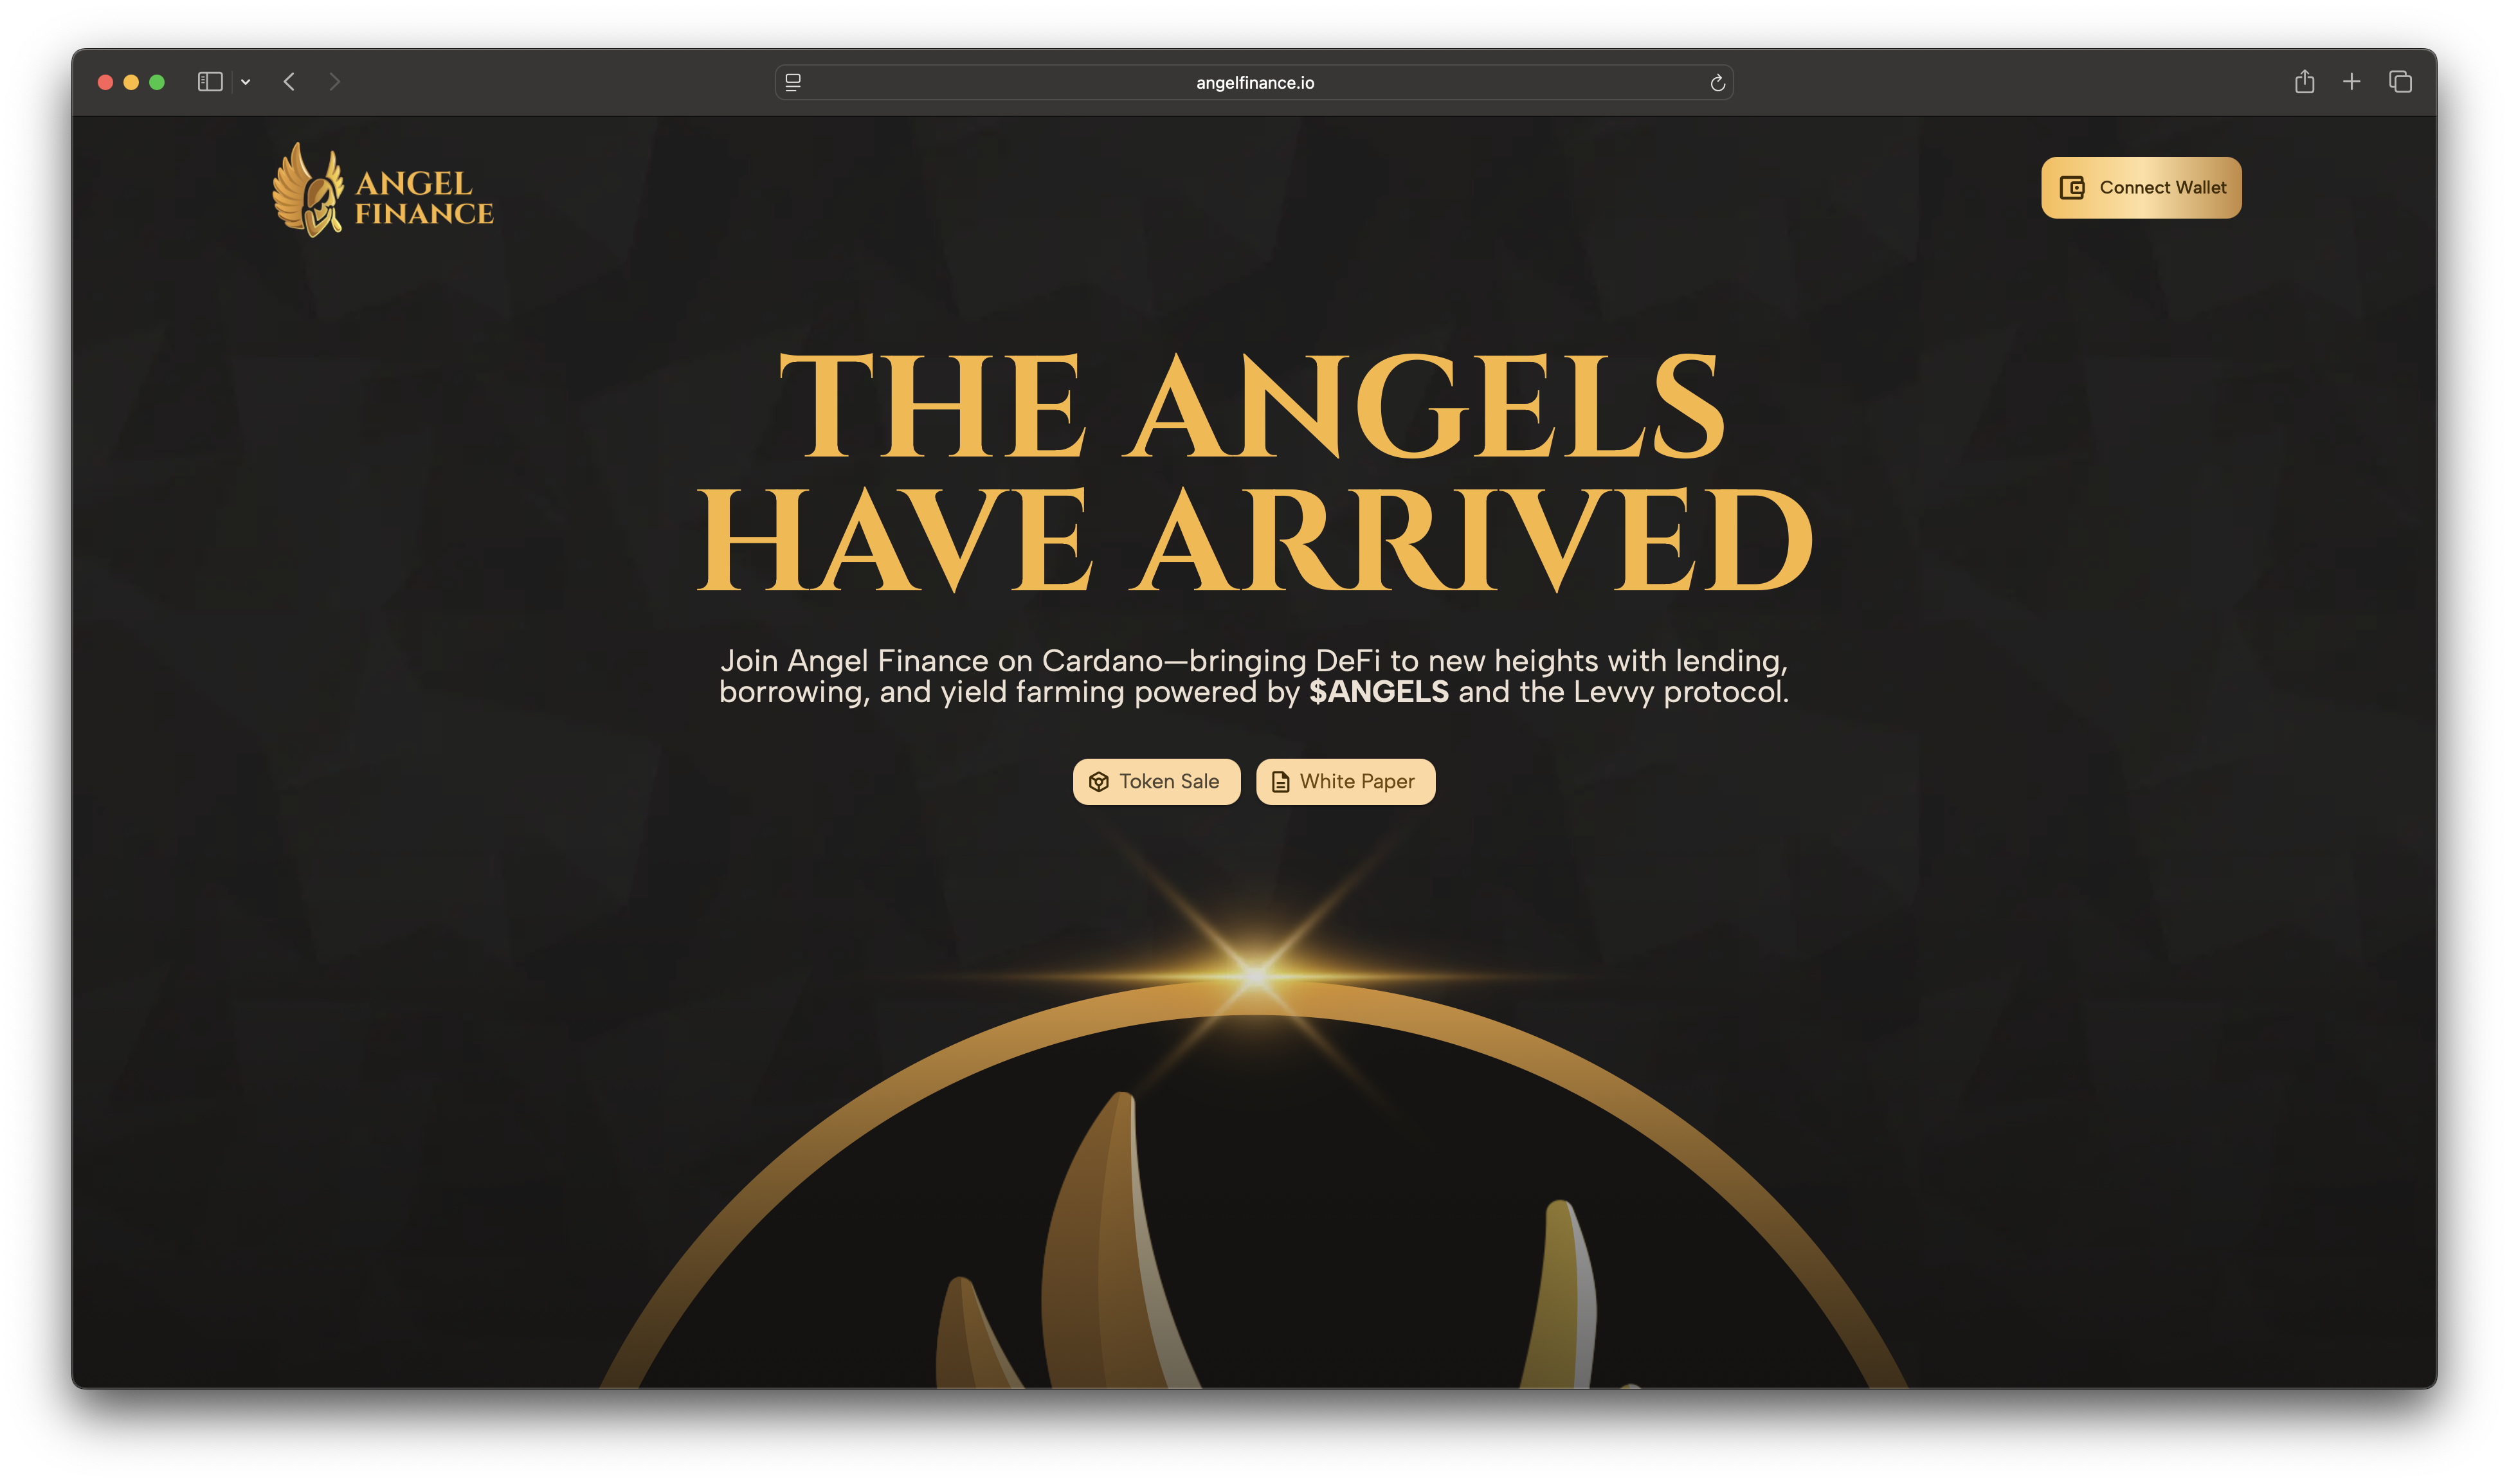 angelfinance.io
ANGEL
FINANCE
Connect Wallet
THE ANGELS
HAVE ARRIVED
Join Angel Finance on Cardano—bringing DeFi to new heights with lending,
borrowing, and yield farming powered by $ANGELS and the Levvy protocol.
Token Sale
White Paper